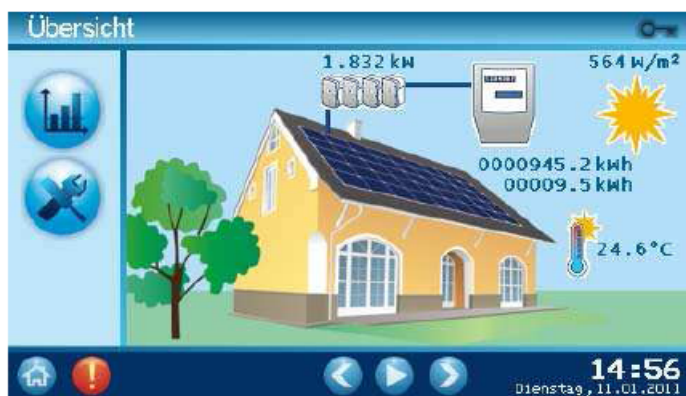 Übersicht
1.832 kW
564 W/m²
0000945.2 kWh
00009.5 kWh
24.6°C
14:56
Dienstag, 11.01.2011